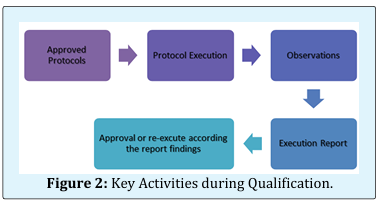 Approved
Protocols
Protocol Execution
Observations
Execution Report
Approval or re-excute according
the report findings
Figure 2: Key Activities during Qualification.